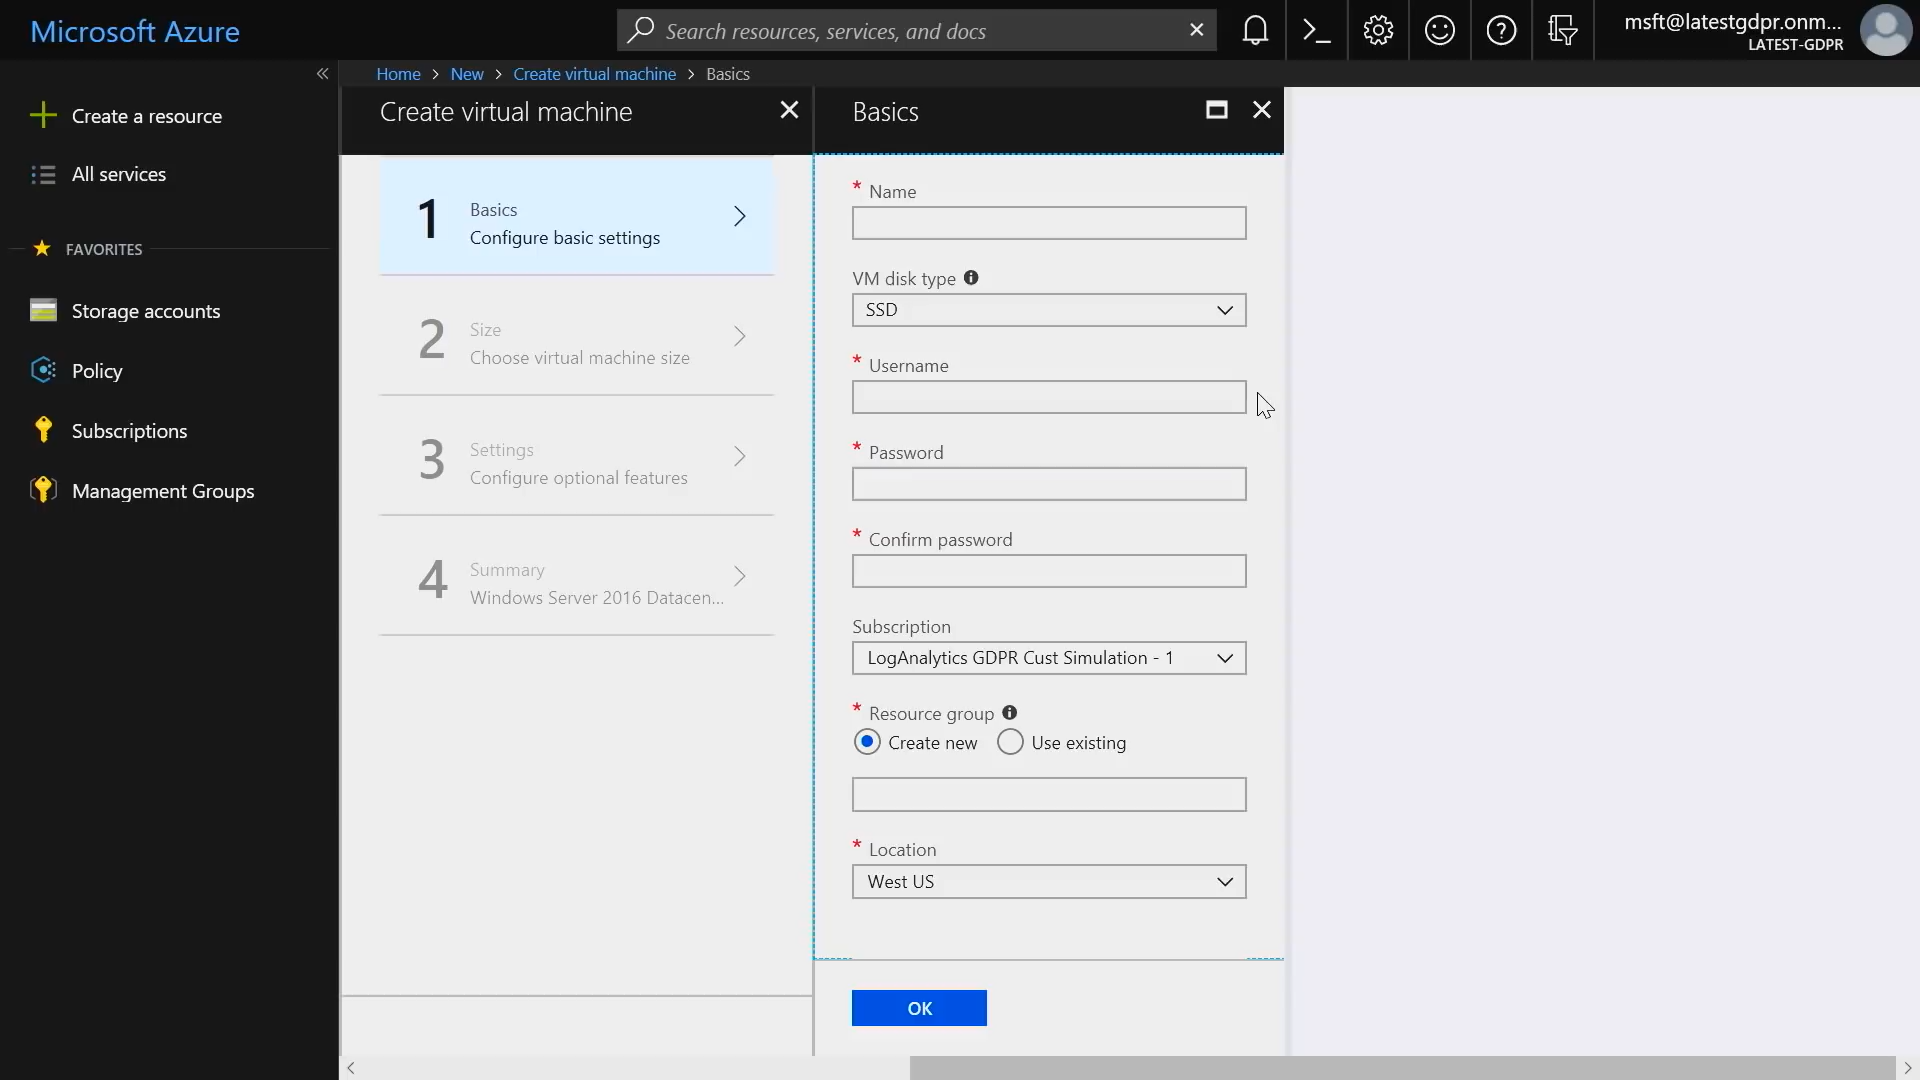 Microsoft Azure
Search resources, services, and docs
msft@latestgdpr.onm...
LATEST-GDPR
Home > New > Create virtual machine > Basics
Create a resource
All services
FAVORITES
Storage accounts
Policy
Subscriptions
Management Groups
Create virtual machine
1
Basics
Configure basic settings
2
Size
Choose virtual machine size
3
Settings
Configure optional features
4
Summary
Windows Server 2016 Datacen...
Basics
* Name
VM disk type
SSD
* Username
* Password
* Confirm password
Subscription
LogAnalytics GDPR Cust Simulation - 1
* Resource group
Create new Use existing
* Location
West US
OK